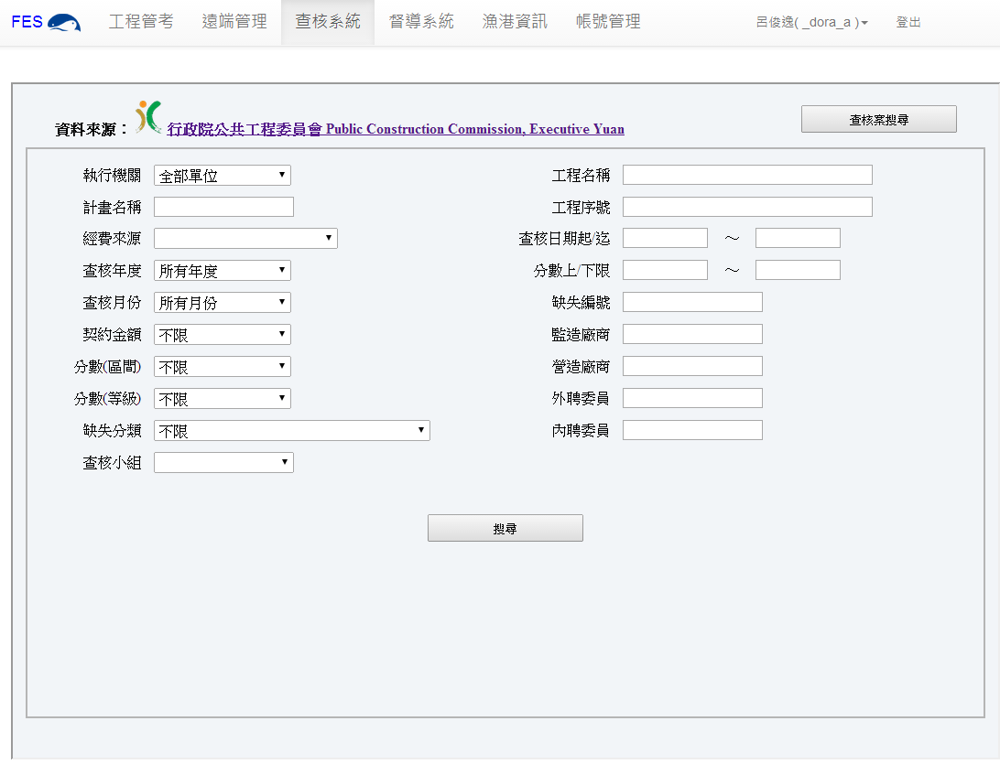 FES 工程管考 遠端管理 查核系統 督導系統 漁港資訊 帳號管理 呂俊逸( _dora_a ) 登出
資料來源： 行政院公共工程委員會 Public Construction Commission, Executive Yuan 查核案搜尋
執行機關 全部單位 工程名稱
計畫名稱 工程序號
經費來源 查核日期起/迄 ～
查核年度 所有年度 分數上/下限 ～
查核月份 所有月份 缺失編號
契約金額 不限 監造廠商
分數(區間) 不限 營造廠商
分數(等級) 不限 外聘委員
缺失分類 不限 內聘委員
查核小組
搜尋